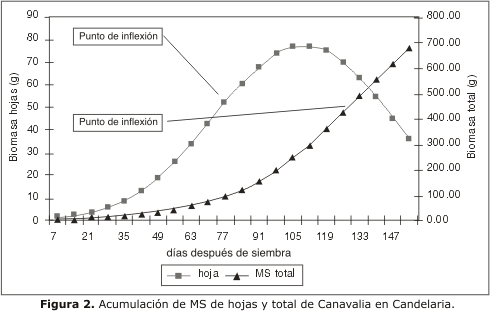 90
80
70
60
50
40
30
20
10
0
Biomasa hojas (g)
Punto de inflexión
Punto de inflexión
800.00
700.00
600.00
500.00
400.00
300.00
200.00
100.00
0.00
Biomasa total (g)
7 21 35 49 63 77 91 105 119 133 147
días después de siembra
hoja MS total
Figura 2. Acumulación de MS de hojas y total de Canavalia en Candelaria.